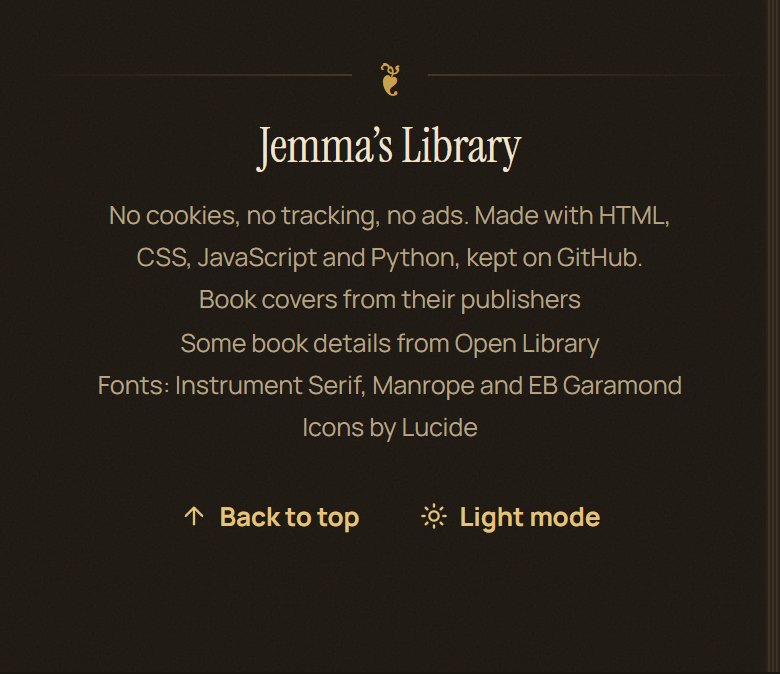 Jemma’s Library
No cookies, no tracking, no ads. Made with HTML,
CSS, JavaScript and Python, kept on GitHub.
Book covers from their publishers
Some book details from Open Library
Fonts: Instrument Serif, Manrope and EB Garamond
Icons by Lucide
Back to top
Light mode